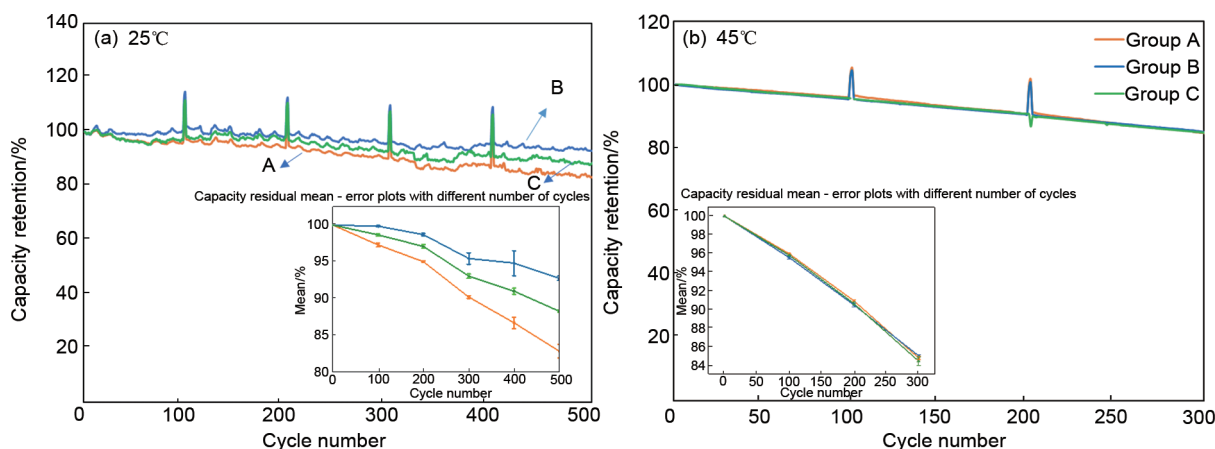 (a) 25℃
Capacity retention/%
140
120
100
80
60
40
20
0
100
200
300
400
500
Cycle number
A
B
C
Capacity residual mean - error plots with different number of cycles
Mean/%
100
95
90
85
80
0
100
200
300
400
500
Cycle number
(b) 45℃
Group A
Group B
Group C
Capacity retention/%
120
100
80
60
40
20
0
50
100
150
200
250
300
Cycle number
Capacity residual mean - error plots with different number of cycles
Mean/%
100
98
96
94
92
90
88
86
84
0
50
100
150
200
250
300
Cycle number